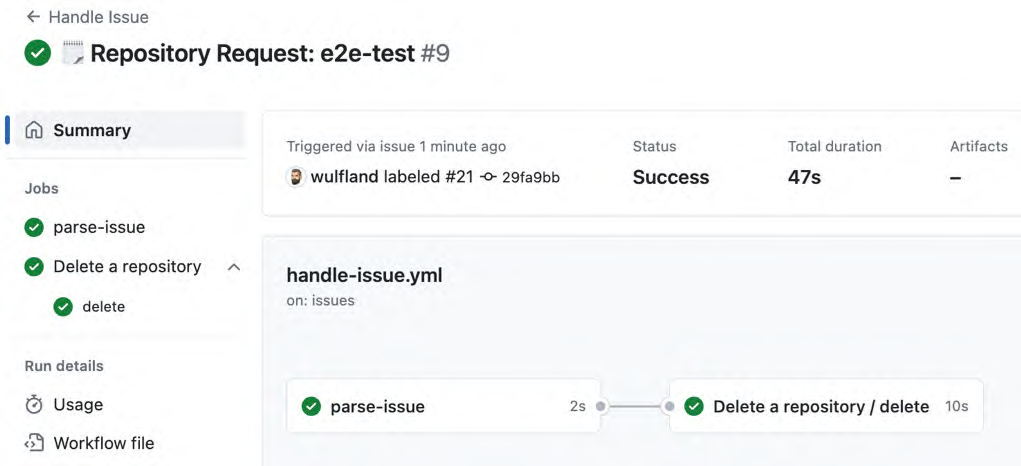 Handle Issue
Repository Request: e2e-test #9
Summary
Jobs
parse-issue
Delete a repository
delete
Run details
Usage
Workflow file
Triggered via issue 1 minute ago
wulfland labeled #21 29fa9bb
Status
Success
Total duration
47s
Artifacts
–
handle-issue.yml
on: issues
parse-issue 2s
Delete a repository / delete 10s